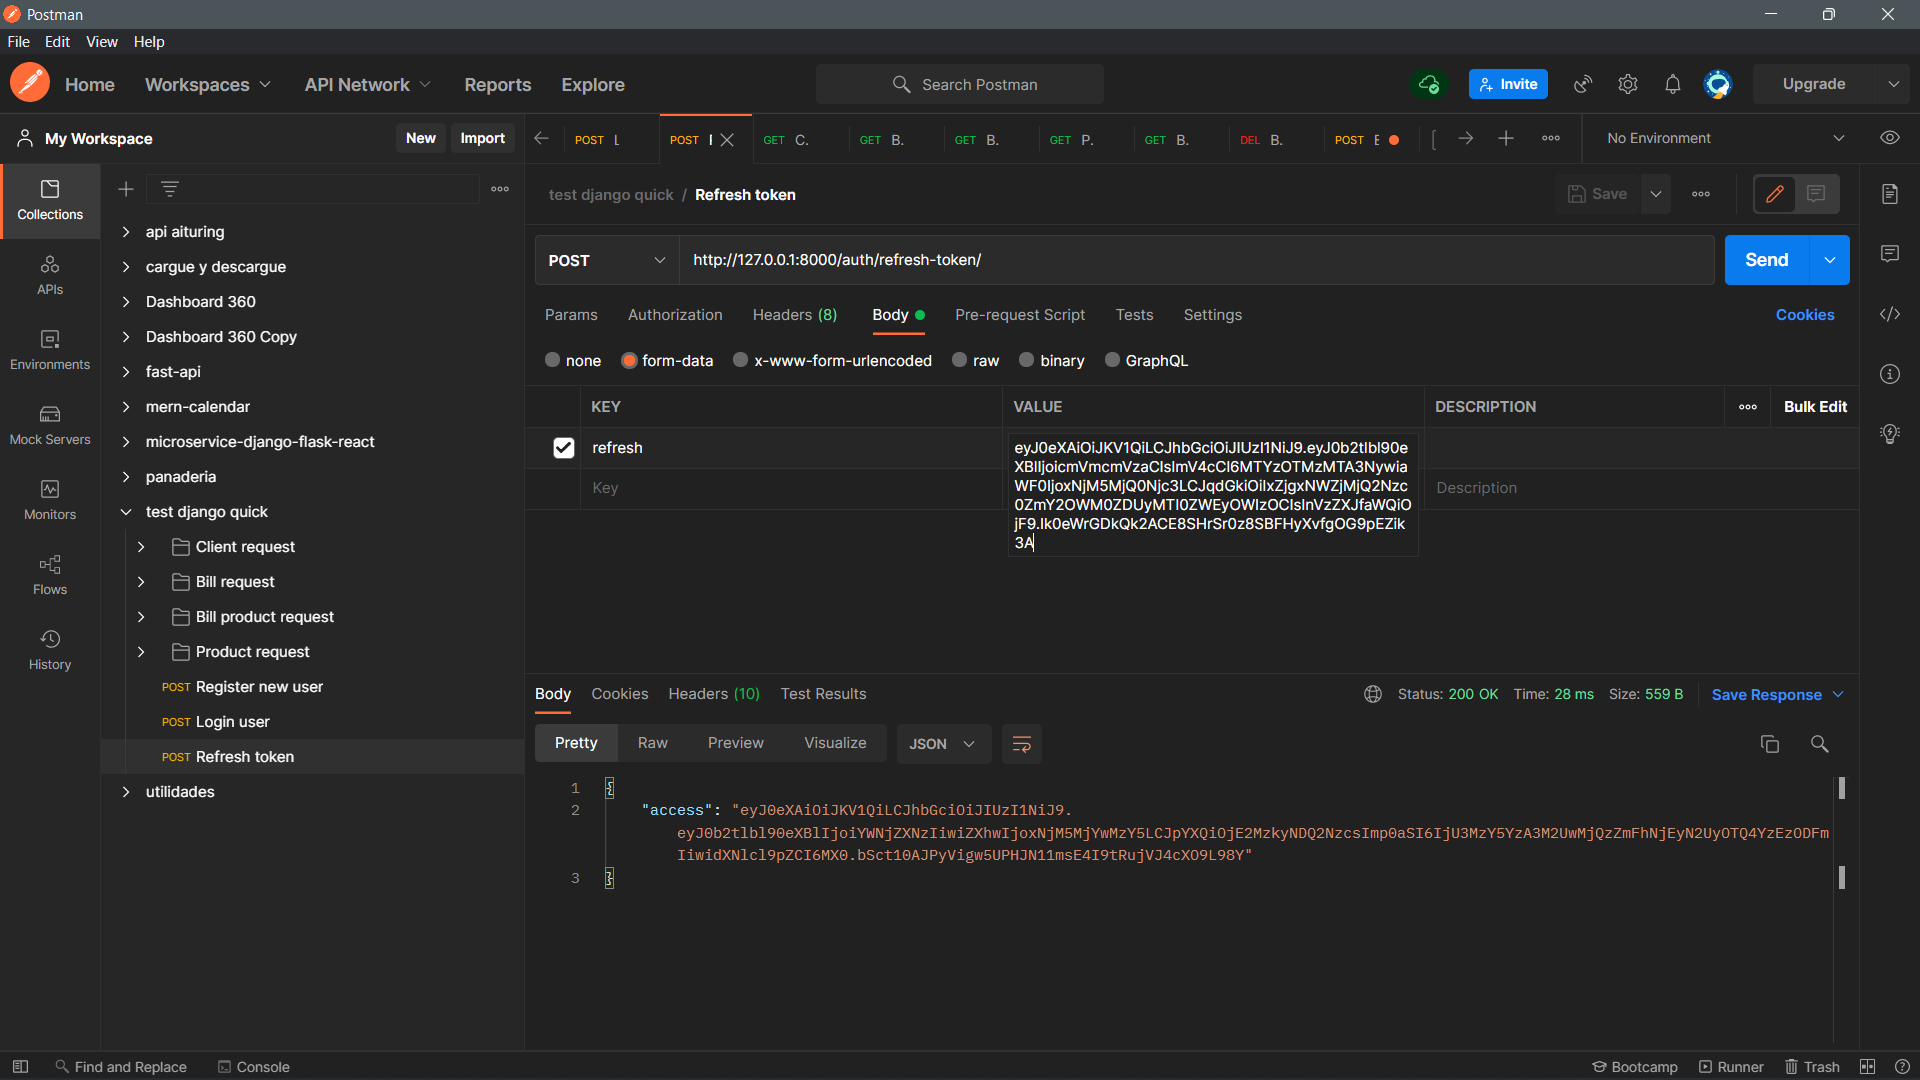 Postman
File Edit View Help
Home Workspaces API Network Reports Explore Search Postman Invite Upgrade
My Workspace New Import POST L POST GET C. GET B. GET B. GET P. GET B. DEL B. POST E No Environment
Collections
APIs
Environments
Mock Servers
Monitors
Flows
History
api aituring
cargue y descargue
Dashboard 360
Dashboard 360 Copy
fast-api
mern-calendar
microservice-django-flask-react
panaderia
test django quick
Client request
Bill request
Bill product request
Product request
POST Register new user
POST Login user
POST Refresh token
utilidades
test django quick / Refresh token Save
POST http://127.0.0.1:8000/auth/refresh-token/ Send
Params Authorization Headers (8) Body Pre-request Script Tests Settings Cookies
none form-data x-www-form-urlencoded raw binary GraphQL
KEY VALUE DESCRIPTION Bulk Edit
refresh
Key Description
Body Cookies Headers (10) Test Results Status: 200 OK Time: 28 ms Size: 559 B Save Response
Pretty Raw Preview Visualize JSON
1 {
2 "access": "eyJ0eXAiOiJKV1QiLCJhbGciOiJIUzI1NiJ9.
3 }
Find and Replace Console Bootcamp Runner Trash